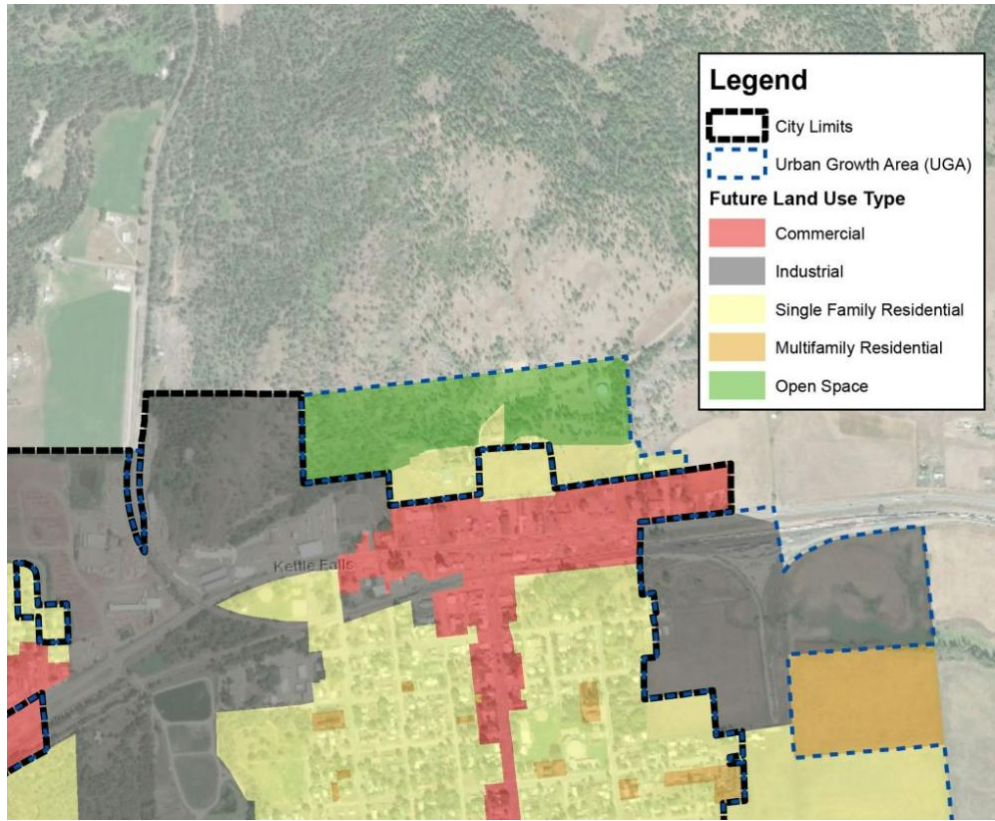 Legend
City Limits
Urban Growth Area (UGA)
Future Land Use Type
Commercial
Industrial
Single Family Residential
Multifamily Residential
Open Space
Kettle Falls